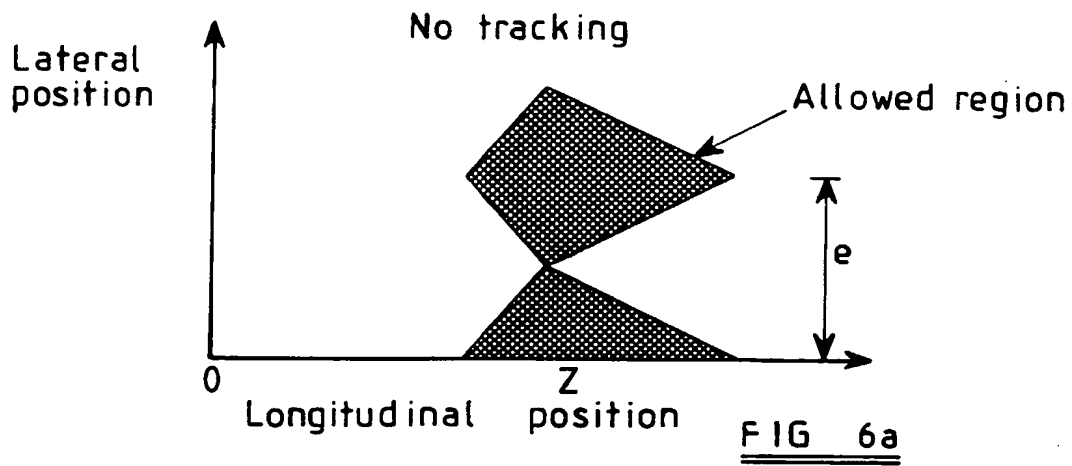 No tracking
Lateral
position
Allowed region
e
0
Z
Longitudinal position
FIG 6a